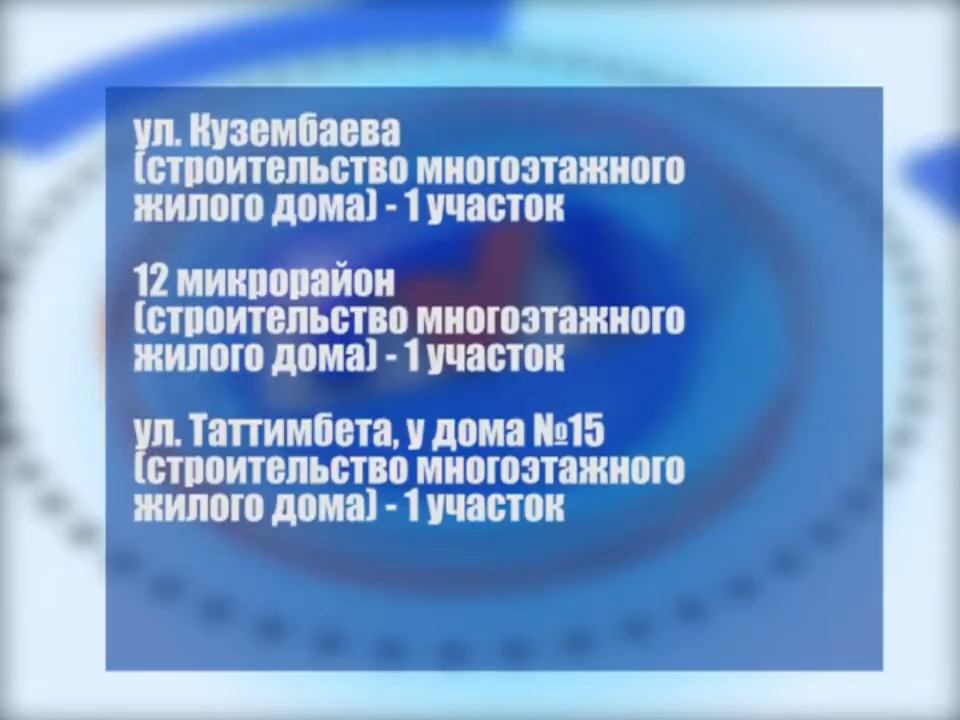 ул. Кузембаева
(строительство многоэтажного
жилого дома) - 1 участок
12 микрорайон
(строительство многоэтажного
жилого дома) - 1 участок
ул. Таттимбета, у дома №15
(строительство многоэтажного
жилого дома) - 1 участок